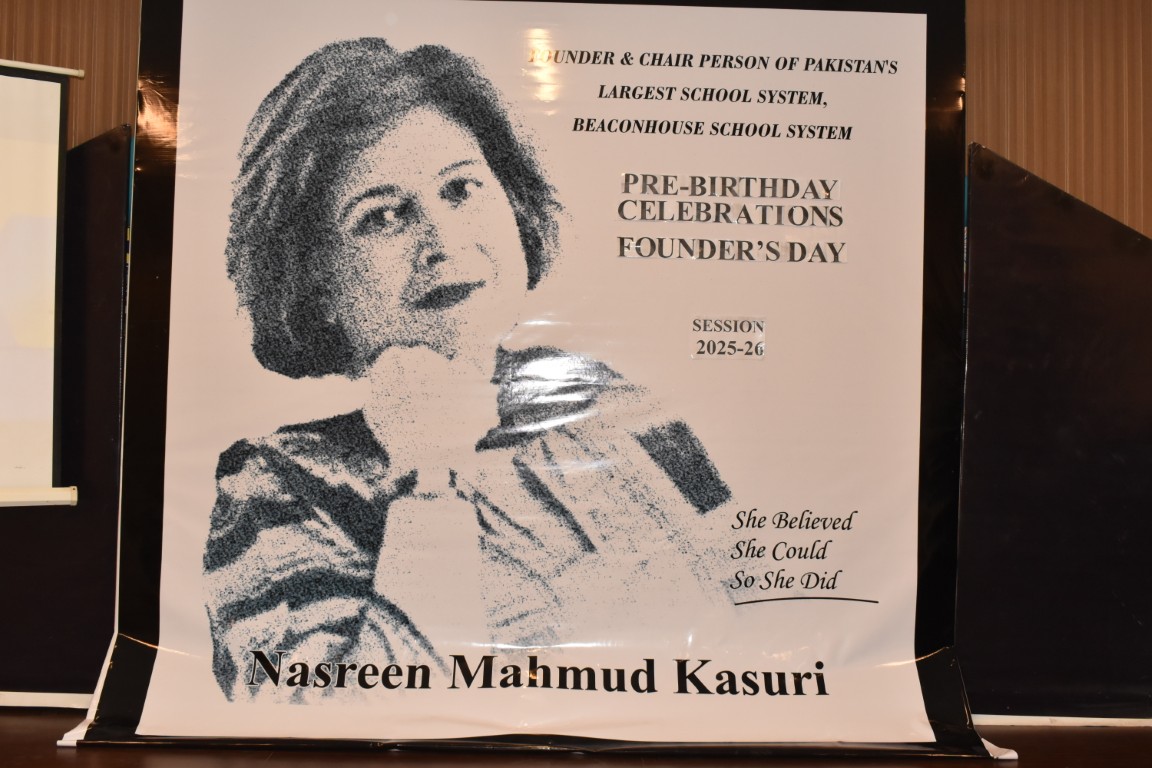 FOUNDER & CHAIR PERSON OF PAKISTAN'S
LARGEST SCHOOL SYSTEM,
BEACONHOUSE SCHOOL SYSTEM
PRE-BIRTHDAY
CELEBRATIONS
FOUNDER'S DAY
SESSION
2025-26
She Believed
She Could
So She Did
Nasreen Mahmud Kasuri